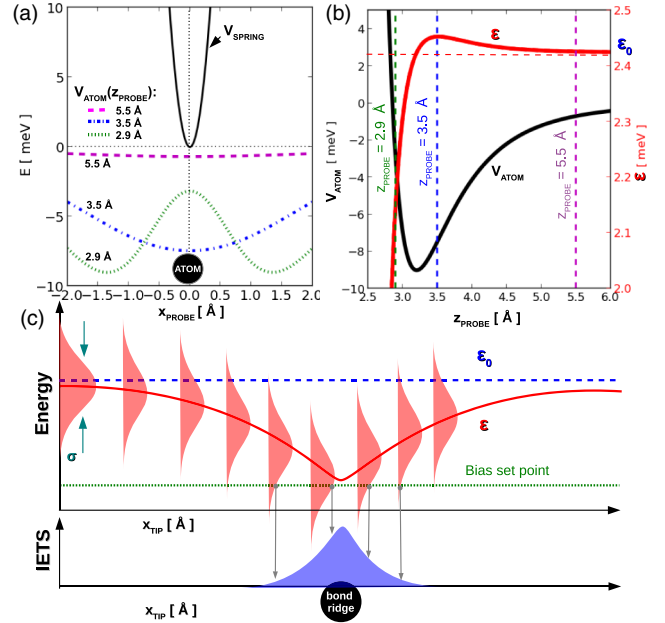 (a)
10
5
0
−5
−10
E [ meV]
V_SPRING
V_ATOM(z_PROBE):
5.5 Å
3.5 Å
2.9 Å
5.5 Å
3.5 Å
2.9 Å
ATOM
−2.0 −1.5 −1.0 −0.5 0.0 0.5 1.0 1.5 2.0
x_PROBE [ Å ]
(b)
4
2
0
−2
−4
−6
−8
−10
V_ATOM [ meV ]
z_PROBE = 2.9 Å
z_PROBE = 3.5 Å
z_PROBE = 5.5 Å
ε
V_ATOM
2.5 3.0 3.5 4.0 4.5 5.0 5.5 6.0
z_PROBE [ Å ]
2.5
ε₀
2.4
2.3
2.2
2.1
2.0
ε [ meV ]
(c)
Energy
σ
ε₀
ε
Bias set point
x_TIP [ Å ]
IETS
bond
ridge
x_TIP [ Å ]